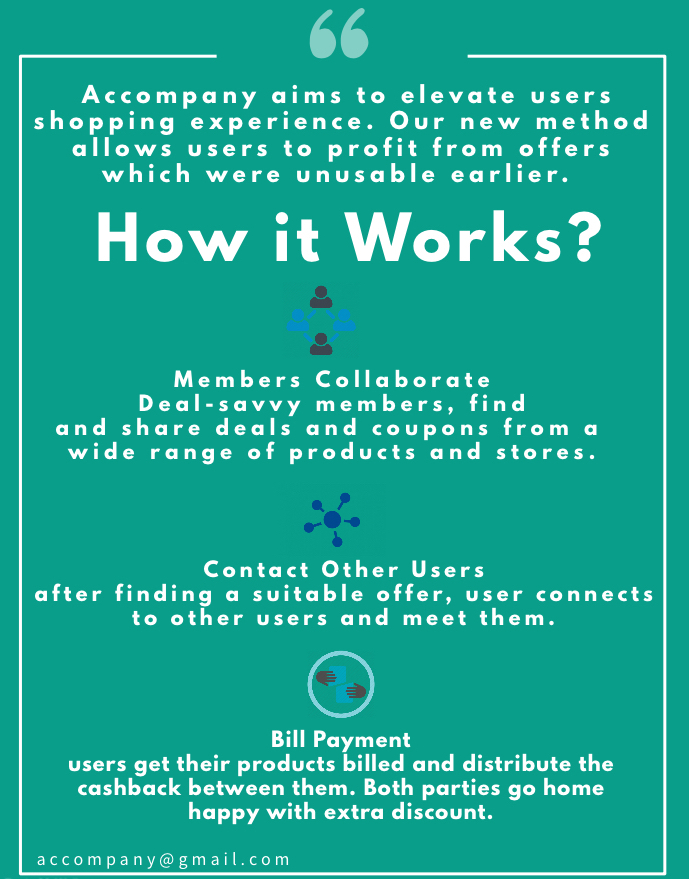 Accompany aims to elevate users
shopping experience. Our new method
allows users to profit from offers
which were unusable earlier.
How it Works?
Members Collaborate
Deal-savvy members, find
and share deals and coupons from a
wide range of products and stores.
Contact Other Users
after finding a suitable offer, user connects
to other users and meet them.
Bill Payment
users get their products billed and distribute the
cashback between them. Both parties go home
happy with extra discount.
accompany@gmail.com